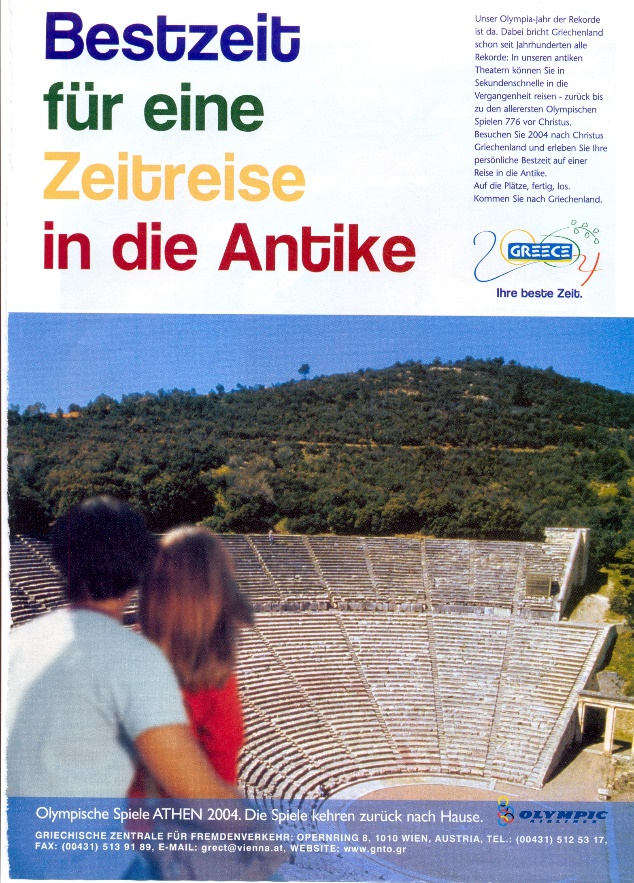 Bestzeit
für eine
Zeitreise
in die Antike
Unser Olympia-Jahr der Rekorde
ist da. Dabei bricht Griechenland
schon seit Jahrhunderten alle
Rekorde: In unseren antiken
Theatern können Sie in
Sekundenschnelle in die
Vergangenheit reisen - zurück bis
zu den allerersten Olympischen
Spielen 776 vor Christus.
Besuchen Sie 2004 nach Christus
Griechenland und erleben Sie Ihre
persönliche Bestzeit auf einer
Reise in die Antike.
Auf die Plätze, fertig, los.
Kommen Sie nach Griechenland.
2 GREECE 4
Ihre beste Zeit.
Olympische Spiele ATHEN 2004. Die Spiele kehren zurück nach Hause.
OLYMPIC
AIRLINES
GRIECHISCHE ZENTRALE FÜR FREMDENVERKEHR: OPERNRING 8, 1010 WIEN, AUSTRIA, TEL.: (00431) 512 53 17,
FAX: (00431) 513 91 89, E-MAIL: grect@vienna.at, WEBSITE: www.gnto.gr